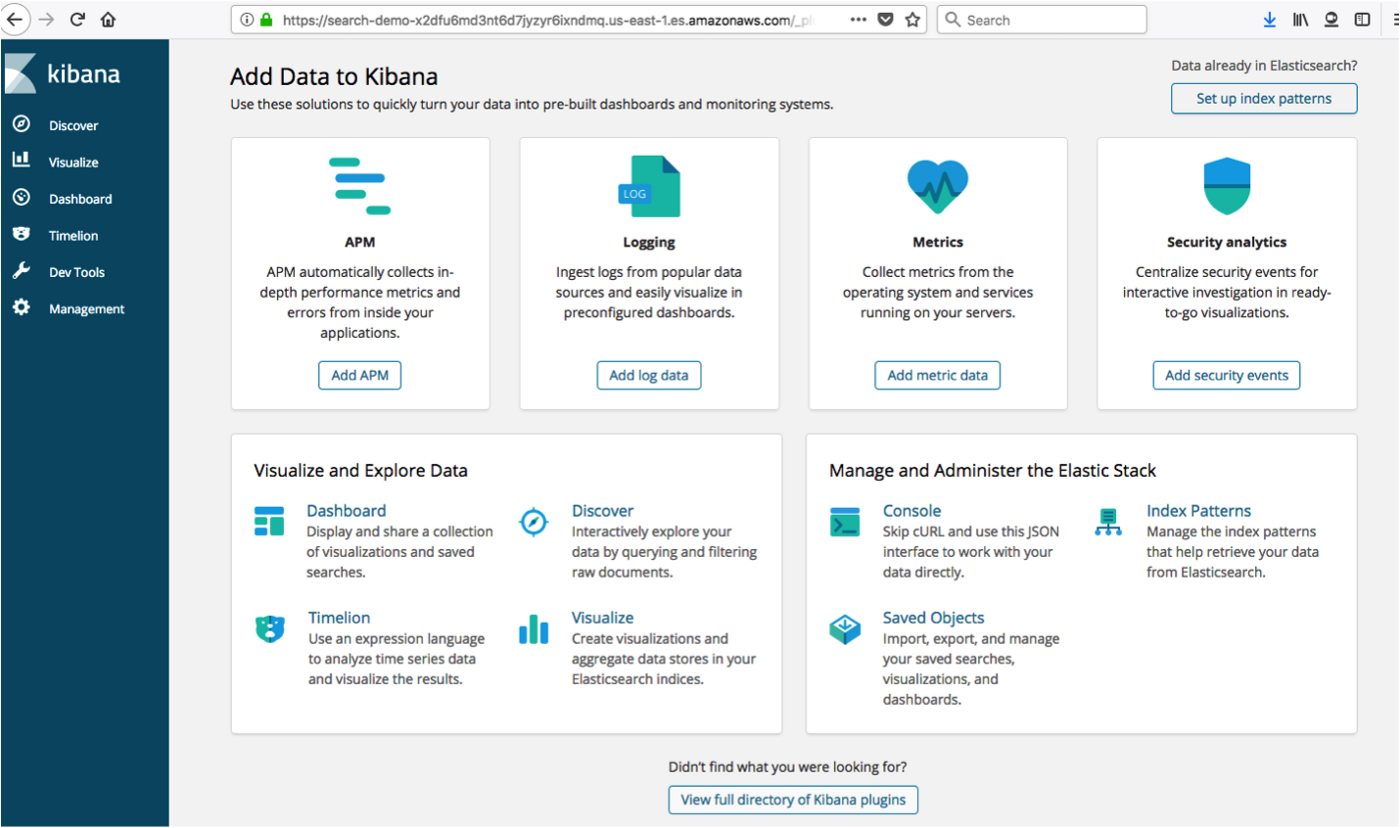 https://search-demo-x2dfu6md3nt6d7jyzyr6ixndmq.us-east-1.es.amazonaws.com/_pl
Search
kibana
Discover
Visualize
Dashboard
Timelion
Dev Tools
Management
Add Data to Kibana
Use these solutions to quickly turn your data into pre-built dashboards and monitoring systems.
Data already in Elasticsearch?
Set up index patterns
APM
APM automatically collects in-
depth performance metrics and
errors from inside your
applications.
Add APM
LOG
Logging
Ingest logs from popular data
sources and easily visualize in
preconfigured dashboards.
Add log data
Metrics
Collect metrics from the
operating system and services
running on your servers.
Add metric data
Security analytics
Centralize security events for
interactive investigation in ready-
to-go visualizations.
Add security events
Visualize and Explore Data
Dashboard
Display and share a collection
of visualizations and saved
searches.
Discover
Interactively explore your
data by querying and filtering
raw documents.
Timelion
Use an expression language
to analyze time series data
and visualize the results.
Visualize
Create visualizations and
aggregate data stores in your
Elasticsearch indices.
Manage and Administer the Elastic Stack
Console
Skip cURL and use this JSON
interface to work with your
data directly.
Index Patterns
Manage the index patterns
that help retrieve your data
from Elasticsearch.
Saved Objects
Import, export, and manage
your saved searches,
visualizations, and
dashboards.
Didn't find what you were looking for?
View full directory of Kibana plugins